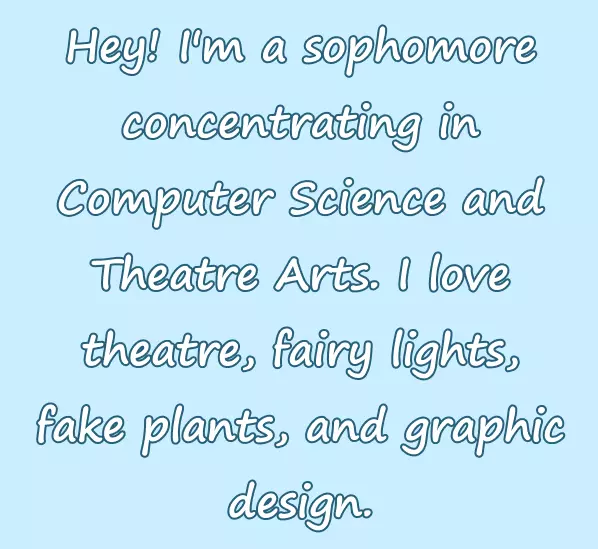 Hey! I'm a sophomore
concentrating in
Computer Science and
Theatre Arts. I love
theatre, fairy lights,
fake plants, and graphic
design.